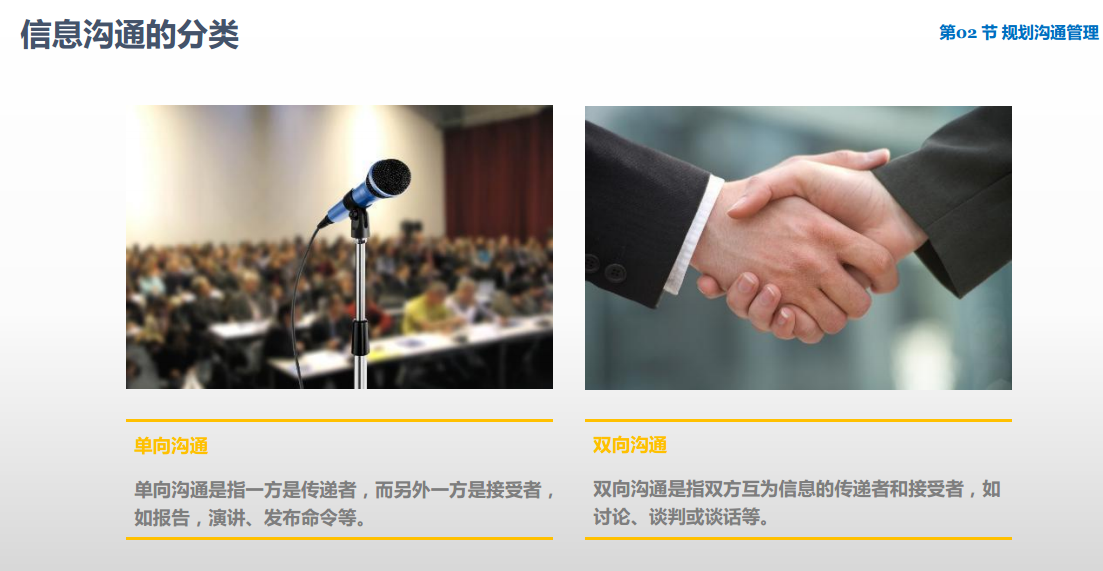 信息沟通的分类
第02 节 规划沟通管理
单向沟通
单向沟通是指一方是传递者，而另外一方是接受者，
如报告，演讲、发布命令等。
双向沟通
双向沟通是指双方互为信息的传递者和接受者，如
讨论、谈判或谈话等。